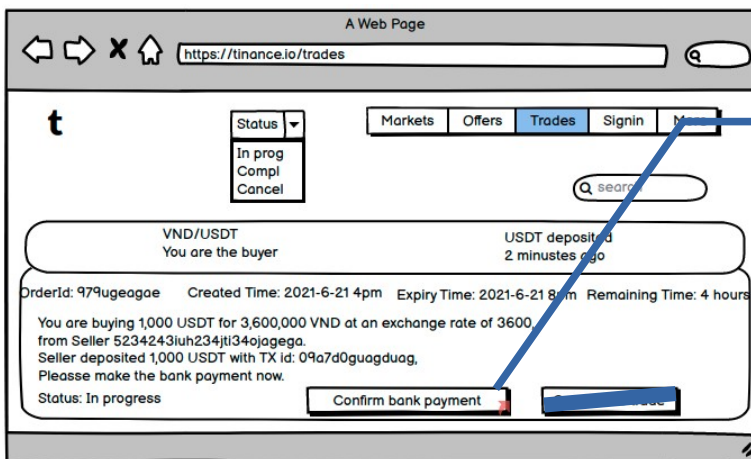 A Web Page
https://tinance.io/trades
t
Status
Markets Offers Trades Signin More
In prog
Compl
Cancel
search
VND/USDT
USDT deposited
You are the buyer
2 minustes ago
OrderId: 979ugeagae Created Time: 2021-6-21 4pm Expiry Time: 2021-6-21 8pm Remaining Time: 4 hours
You are buying 1,000 USDT for 3,600,000 VND at an exchange rate of 3600,
from Seller 5234243iuh234jti34ojagega.
Seller deposited 1,000 USDT with TX id: 09a7d0guagduag,
Pleasse make the bank payment now.
Status: In progress
Confirm bank payment